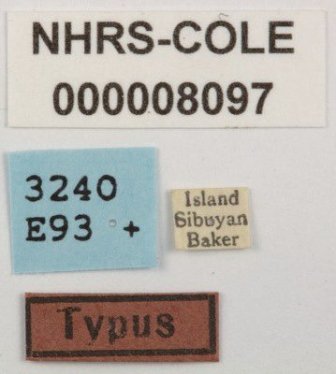 NHRS-COLE
000008097
3240
E93 +
Island
Sibuyan
Baker
Typus